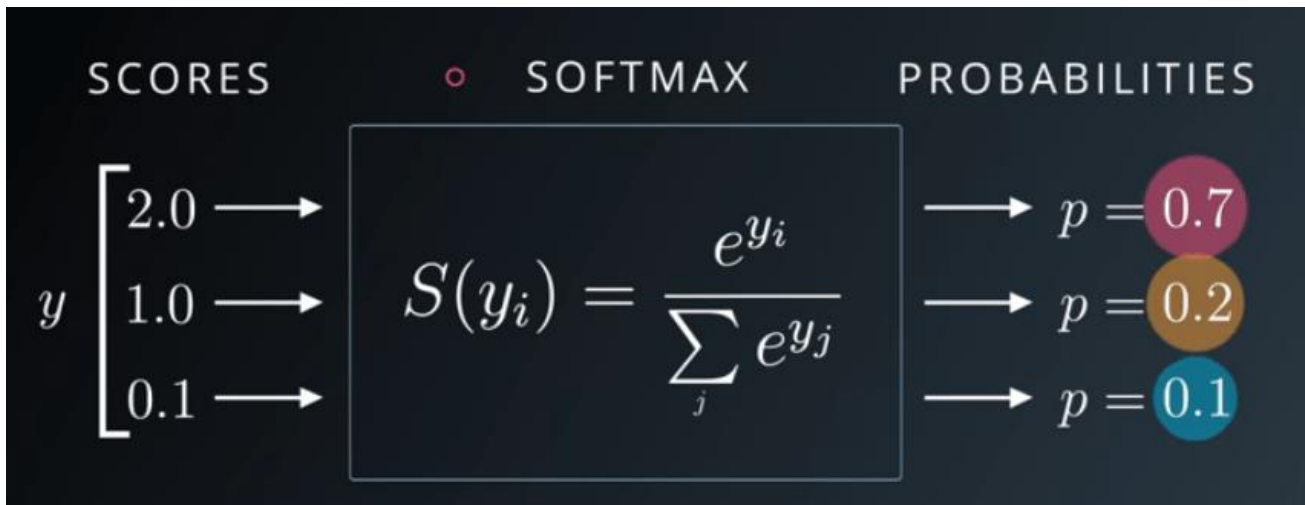 SCORES SOFTMAX PROBABILITIES
2.0 p = 0.7
y 1.0 S(y_i) = e^{y_i} / ∑_j e^{y_j} p = 0.2
0.1 p = 0.1